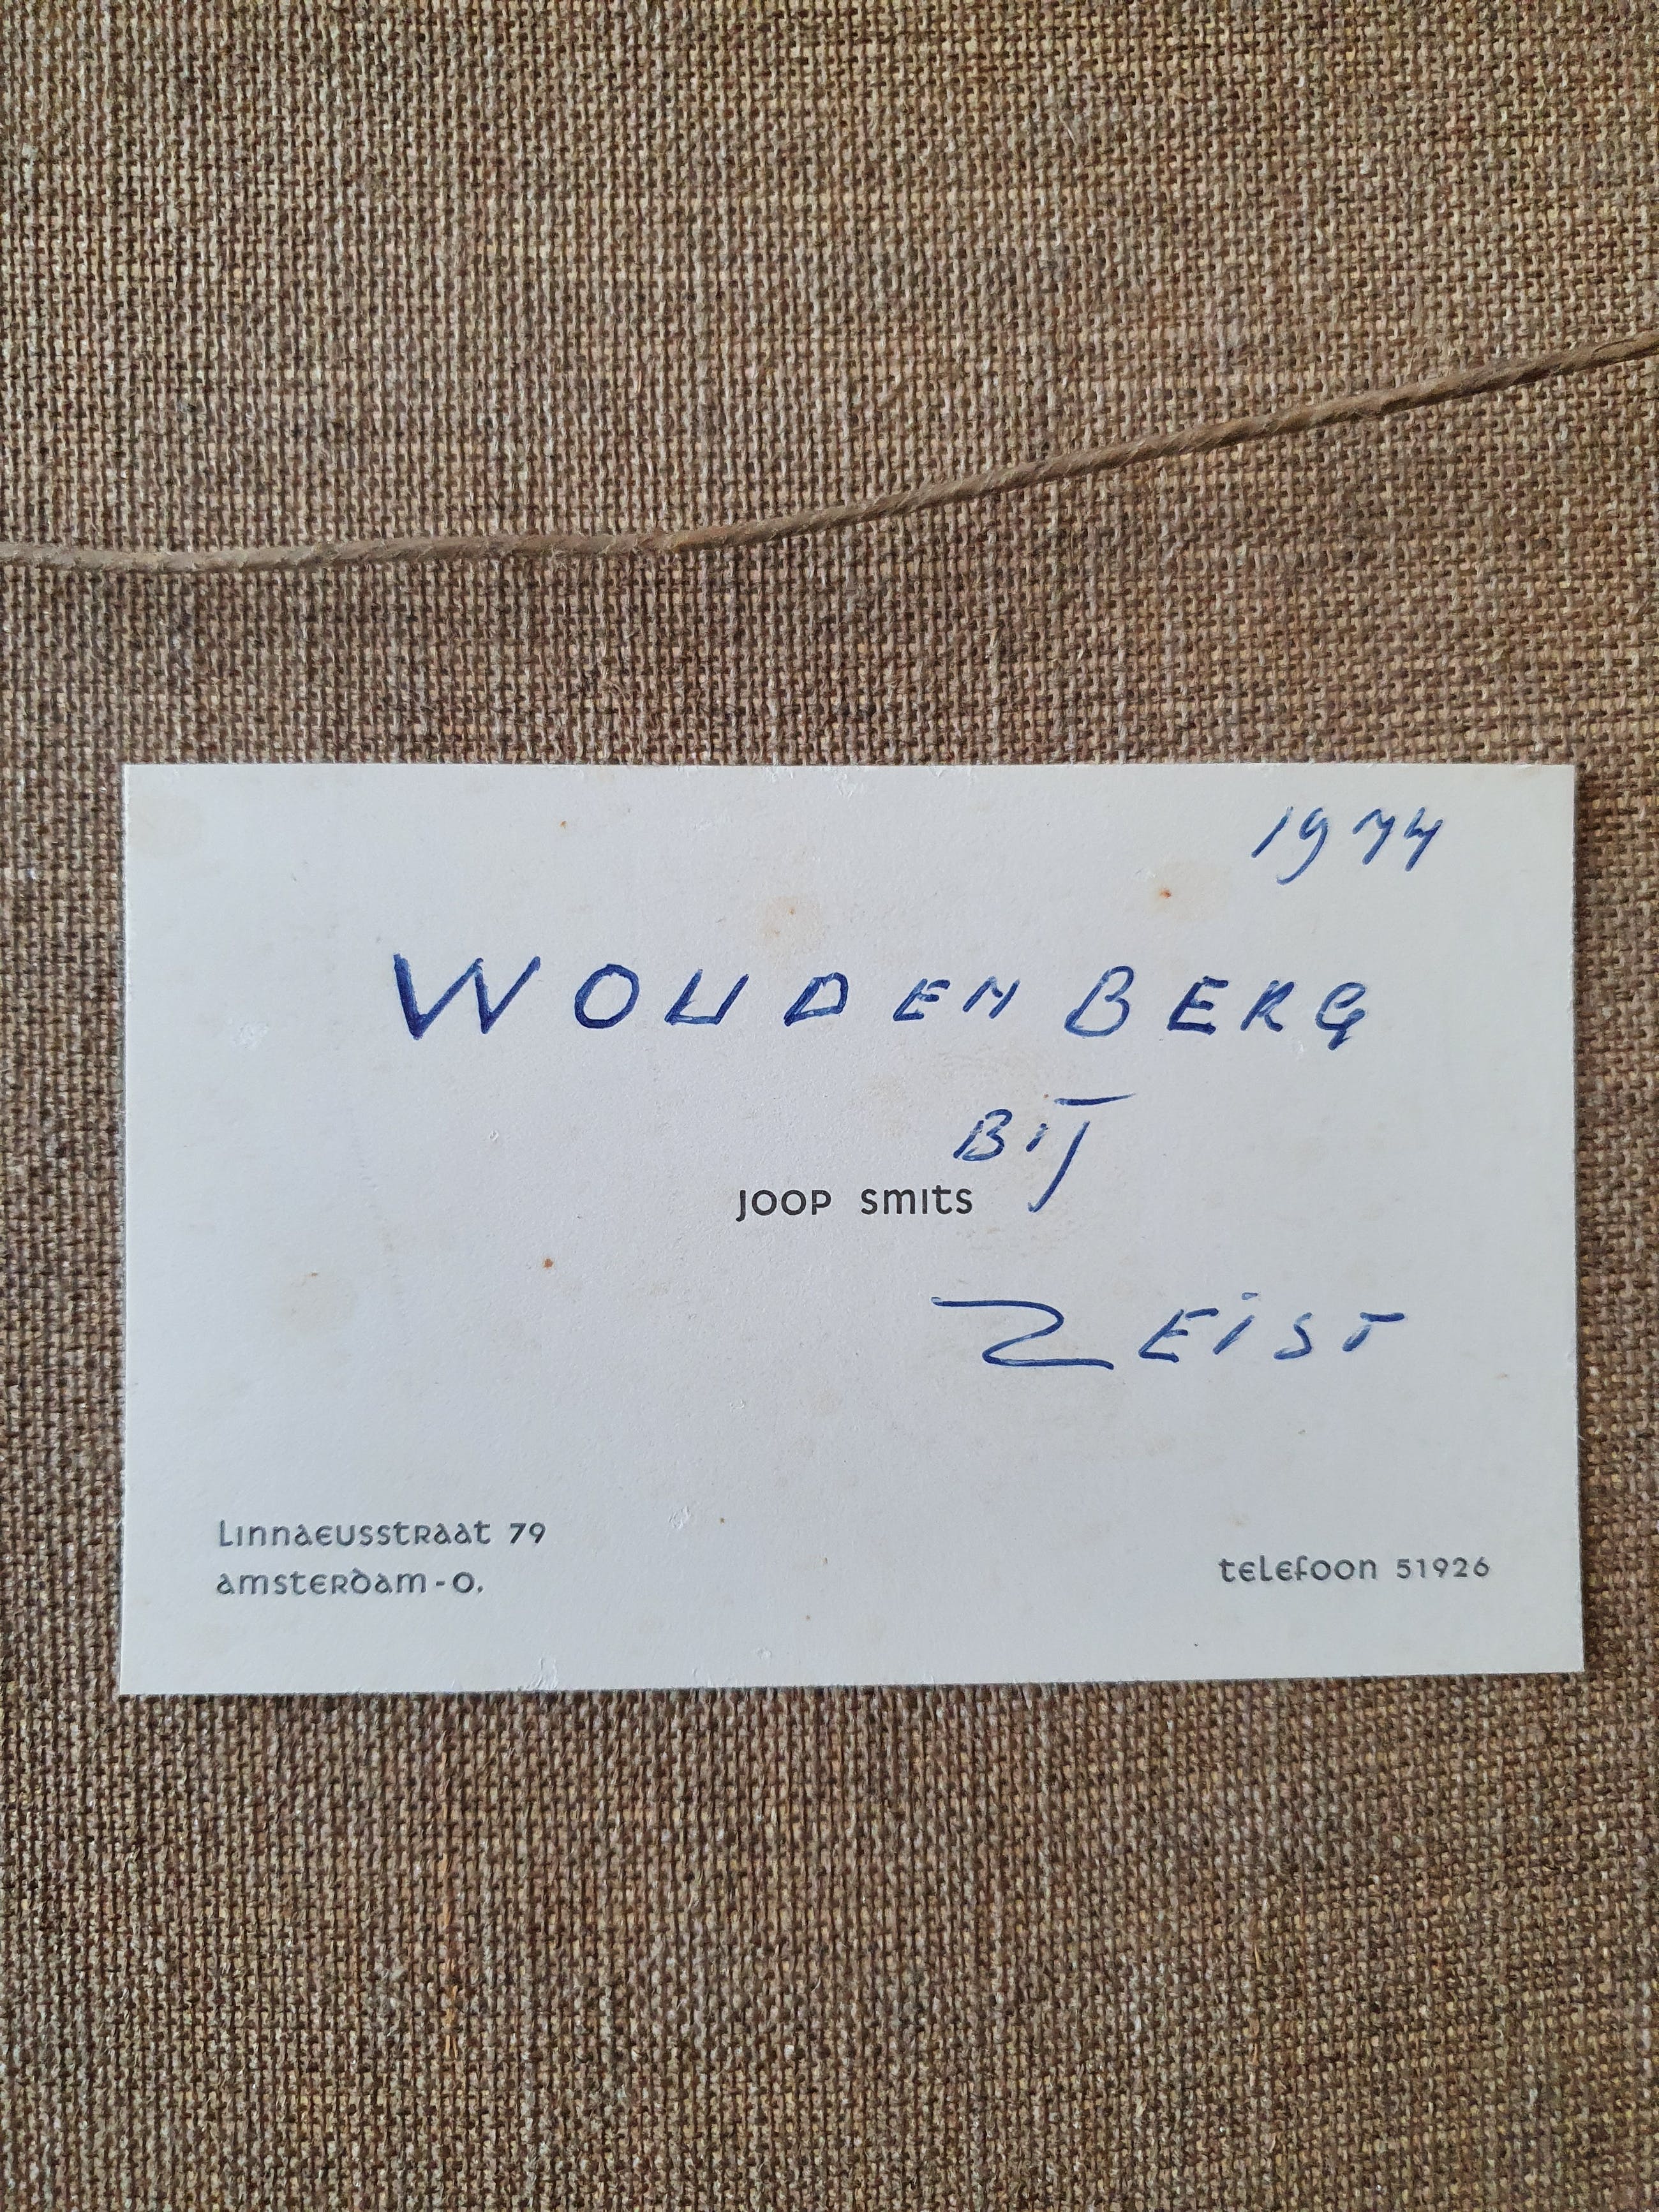 1944
WOUDENBERG
BIJ
JOOP SMITS
ZEIST
Linnaeusstraat 79
amsterdam-O.
telefoon 51926